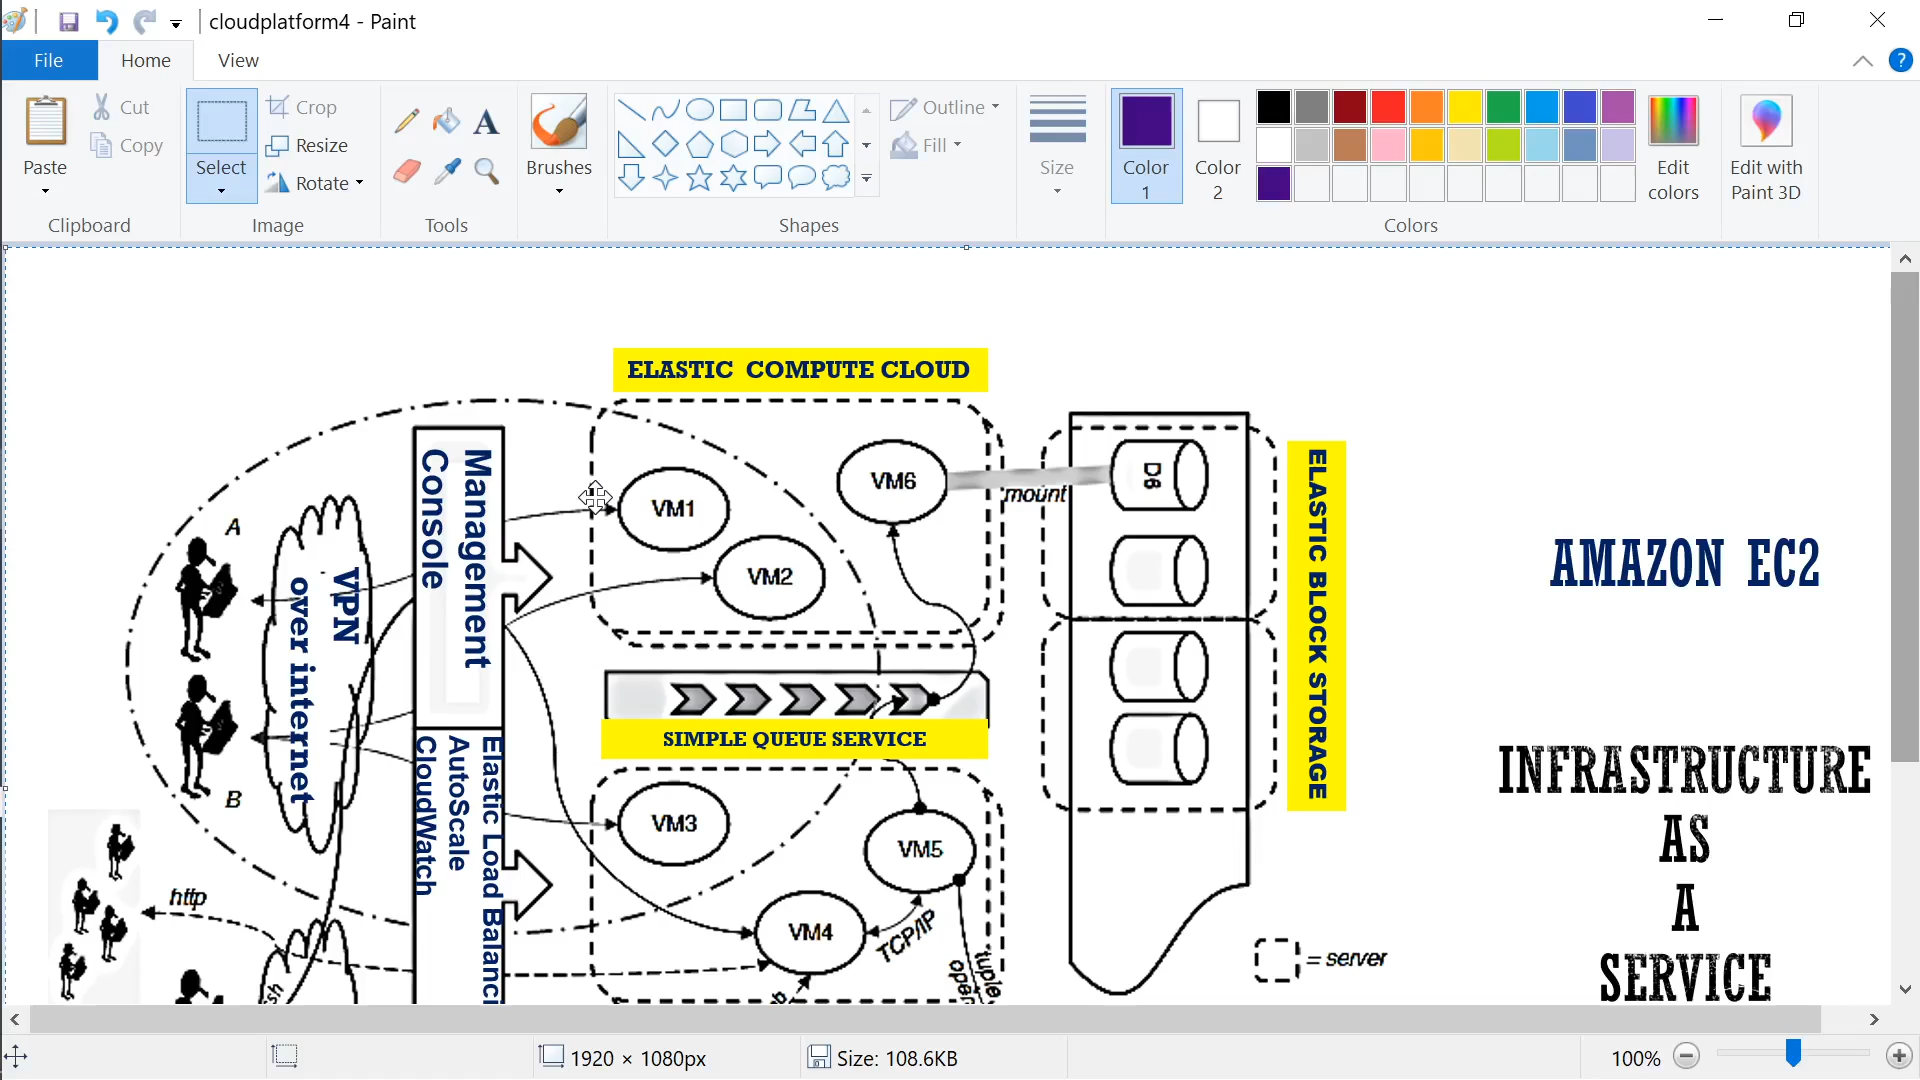 cloudplatform4 - Paint
File
Home
View
Paste
Cut
Copy
Clipboard
Select
Crop
Resize
Rotate
Image
A
Tools
Brushes
Outline
Fill
Shapes
Size
Color
1
Color
2
Edit
colors
Edit with
Paint 3D
Colors
?
ELASTIC COMPUTE CLOUD
Management
Console
VM1
VM2
VM6
mount
D6
ELASTIC BLOCK STORAGE
AMAZON EC2
A
VPN
over internet
B
SIMPLE QUEUE SERVICE
INFRASTRUCTURE
AS
A
SERVICE
Elastic Load Balanci
AutoScale
CloudWatch
VM3
VM5
VM4
TCP/IP
tuple
http
= server
1920 × 1080px
Size: 108.6KB
100%